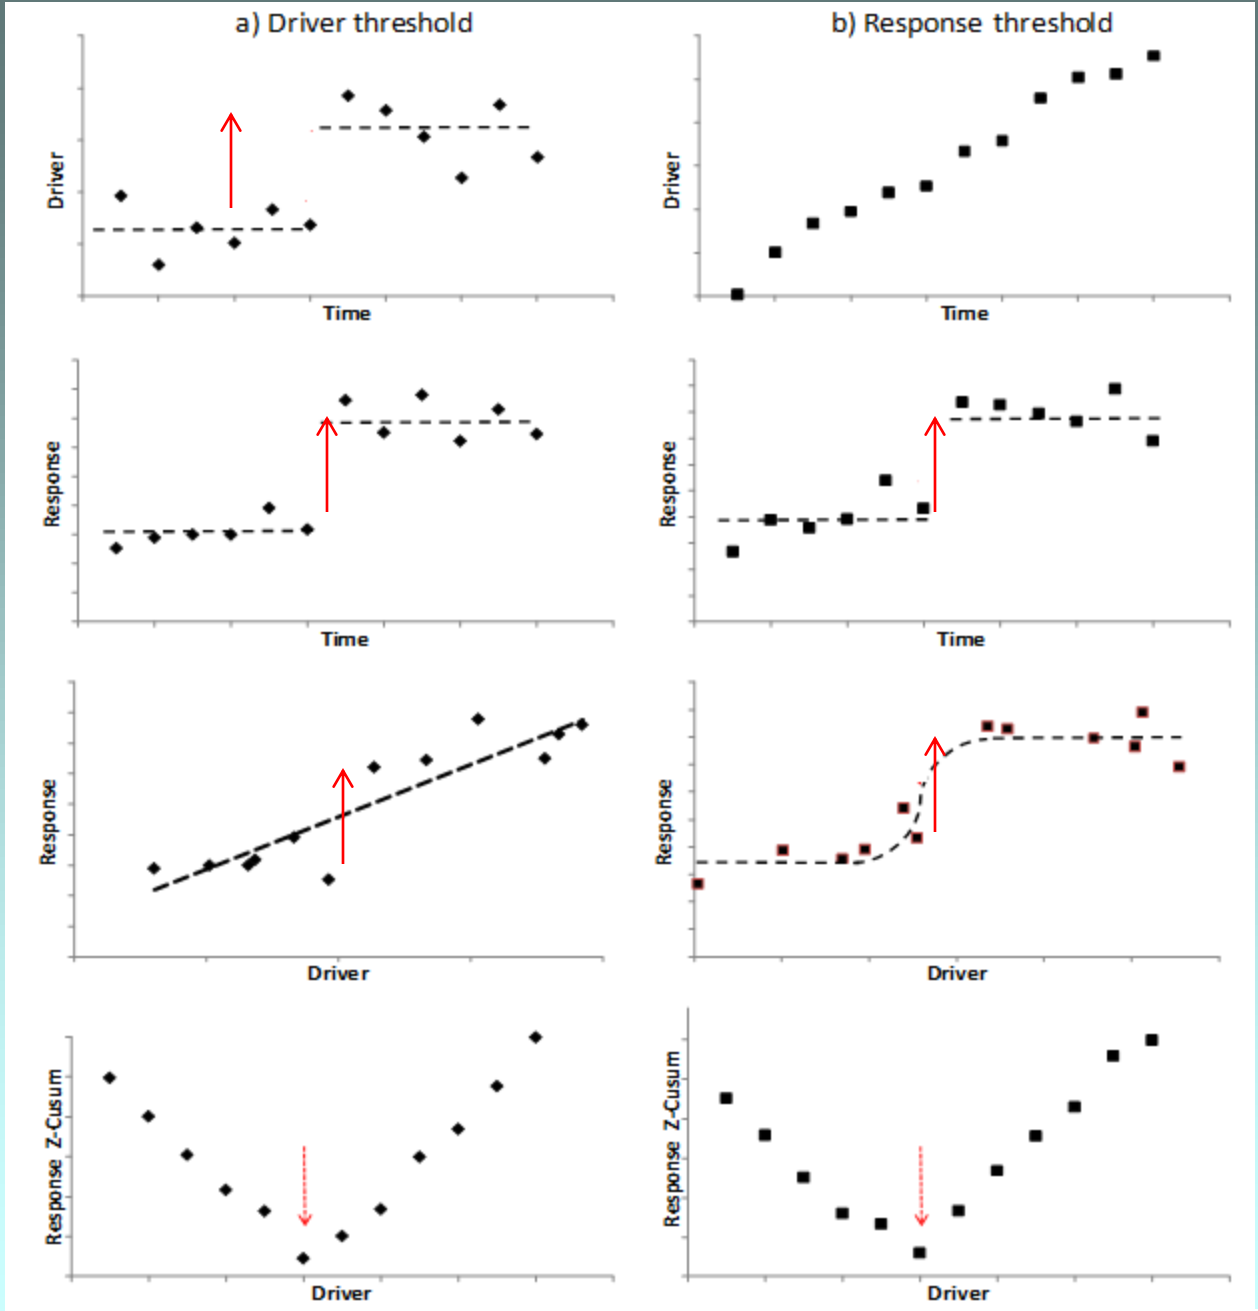 a) Driver threshold
b) Response threshold
Driver
Time
Driver
Time
Response
Time
Response
Time
Response
Driver
Response
Driver
Response Z-Cusum
Driver
Response Z-Cusum
Driver